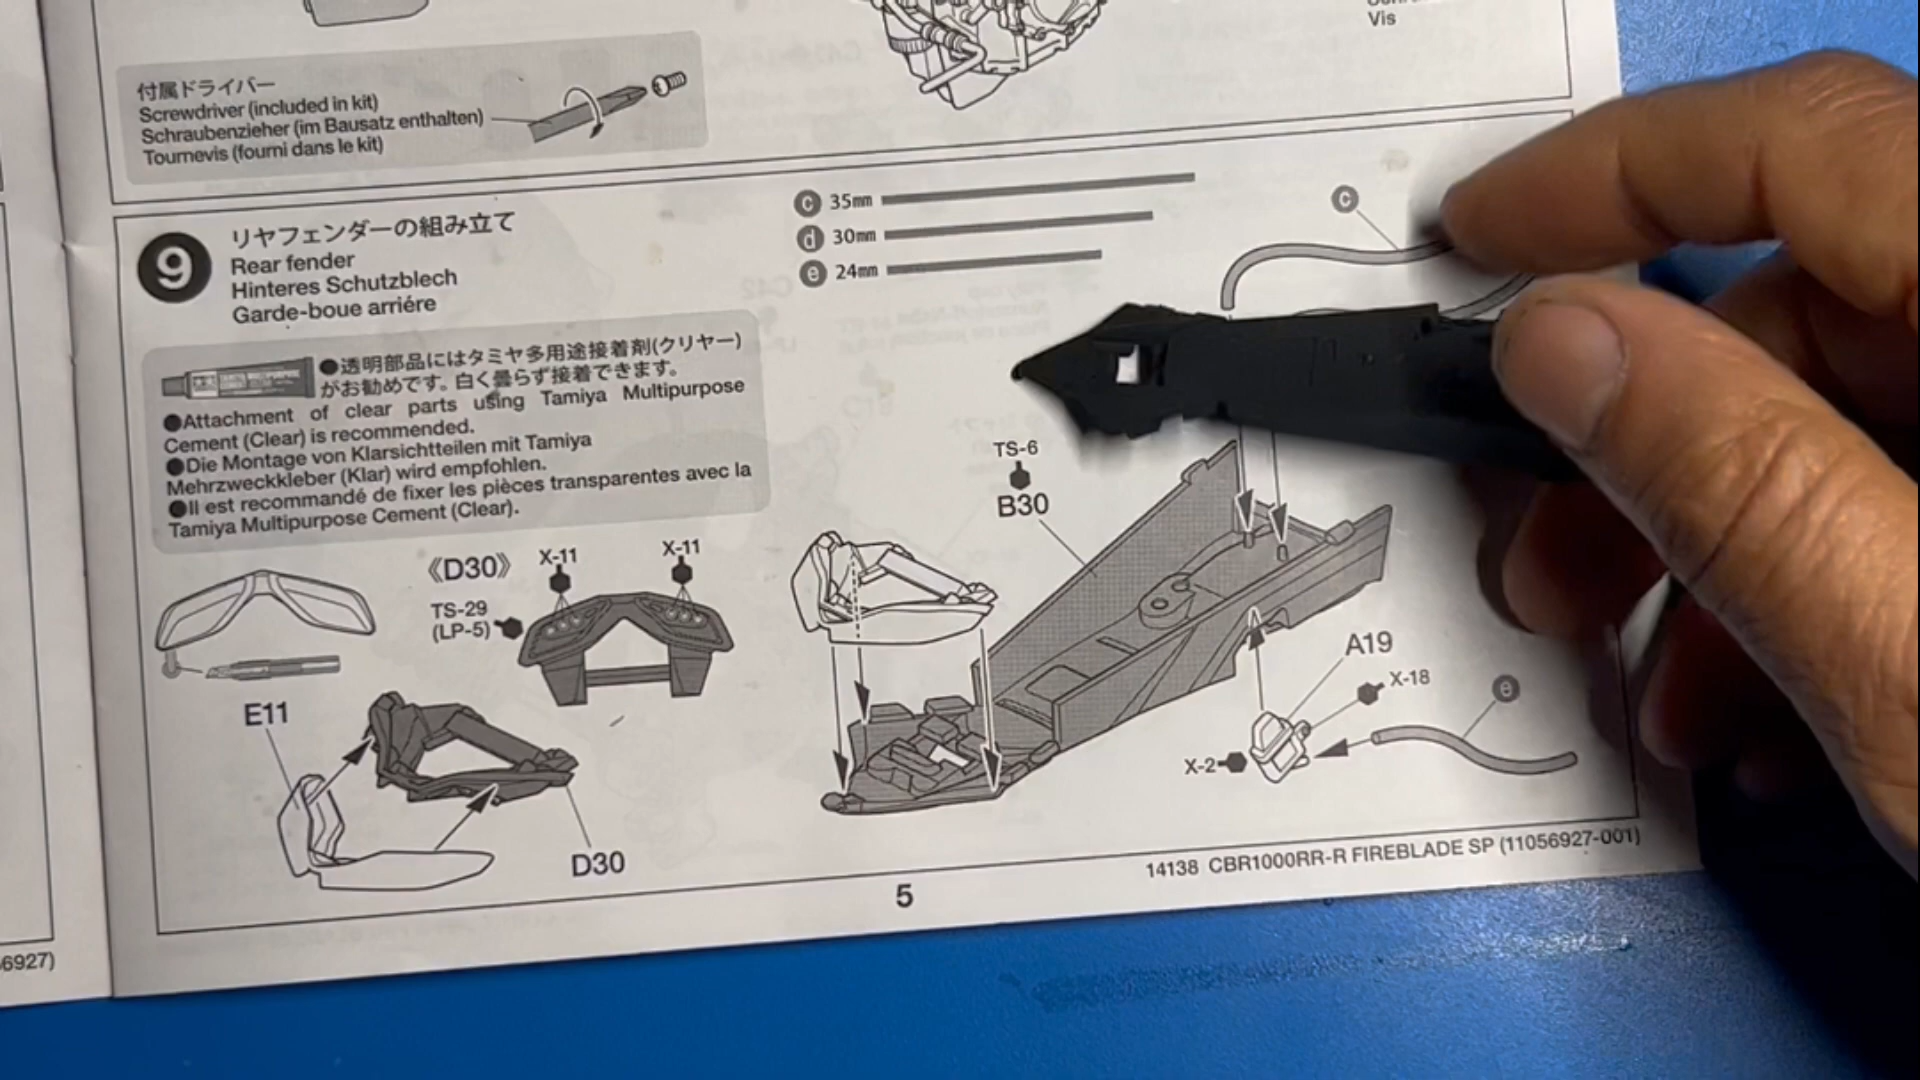 Vis
付属ドライバー
Screwdriver (included in kit)
Schraubenzieher (im Bausatz enthalten)
Tournevis (fourni dans le kit)
9
リヤフェンダーの組み立て
Rear fender
Hinteres Schutzblech
Garde-boue arriére
c 35mm
d 30mm
e 24mm
c
●透明部品にはタミヤ多用途接着剤(クリヤー)
がお勧めです。白く曇らず接着できます。
●Attachment of clear parts using Tamiya Multipurpose
Cement (Clear) is recommended.
●Die Montage von Klarsichtteilen mit Tamiya
Mehrzweckkleber (Klar) wird empfohlen.
●Il est recommandé de fixer les pièces transparentes avec la
Tamiya Multipurpose Cement (Clear).
TS-6
B30
《D30》
X-11
X-11
TS-29
(LP-5)
E11
D30
A19
X-18
e
X-2
14138 CBR1000RR-R FIREBLADE SP (11056927-001)
5
6927)